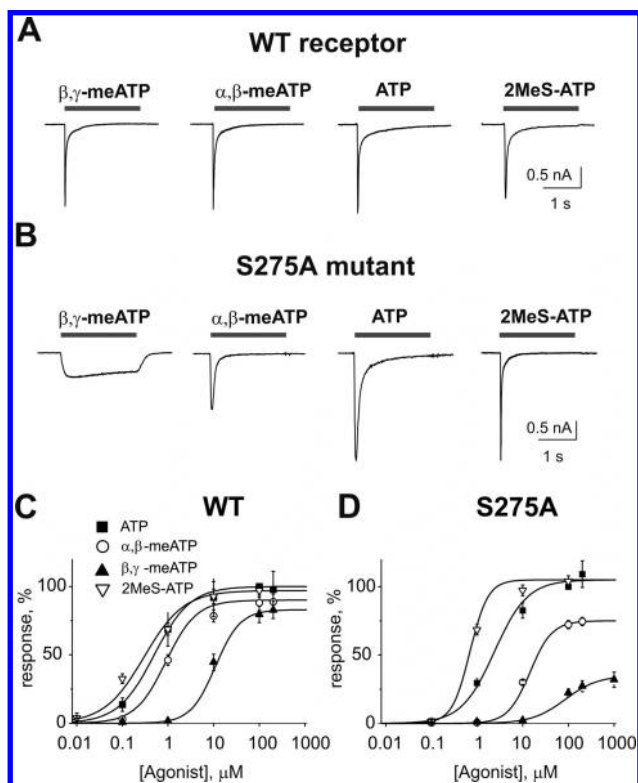 A
WT receptor
β,γ-meATP α,β-meATP ATP 2MeS-ATP
0.5 nA
1 s
B
S275A mutant
β,γ-meATP α,β-meATP ATP 2MeS-ATP
0.5 nA
1 s
C WT
ATP
α,β-meATP
β,γ -meATP
2MeS-ATP
response, %
100
50
0
0.01 0.1 1 10 100 1000
[Agonist], μM
D S275A
response, %
100
50
0
0.01 0.1 1 10 100 1000
[Agonist], μM